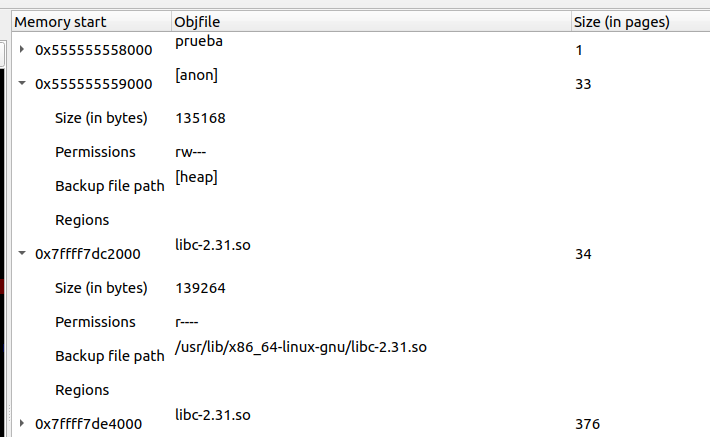 Memory start Objfile Size (in pages)
0x555555558000 prueba 1
0x555555559000 [anon] 33
Size (in bytes) 135168
Permissions rw---
Backup file path [heap]
Regions
0x7ffff7dc2000 libc-2.31.so 34
Size (in bytes) 139264
Permissions r----
Backup file path /usr/lib/x86_64-linux-gnu/libc-2.31.so
Regions
0x7ffff7de4000 libc-2.31.so 376